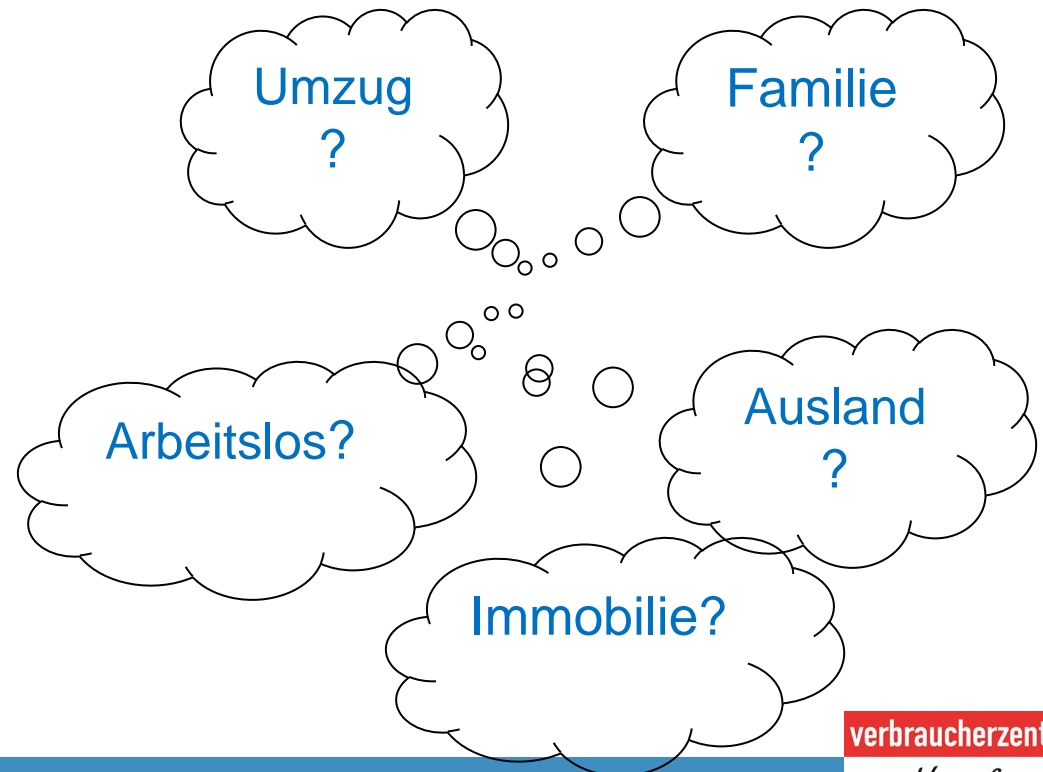 Umzug
?
Familie
?
Arbeitslos?
Ausland
?
Immobilie?
verbraucherzent